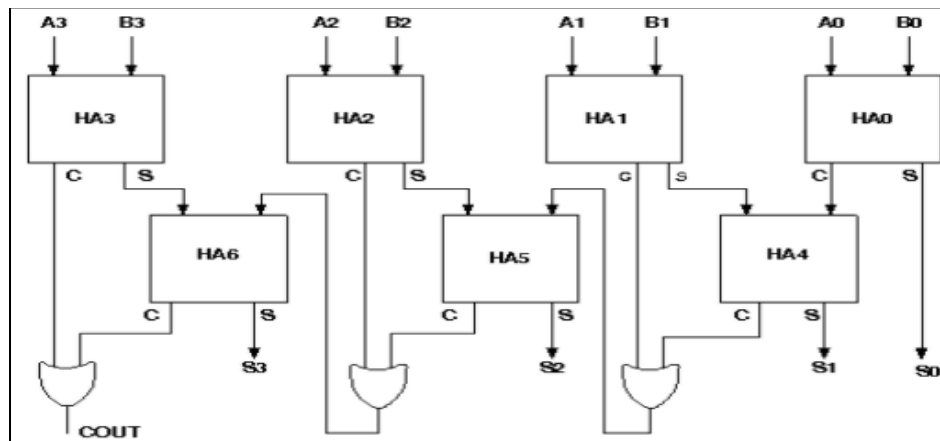 A3 B3 A2 B2 A1 B1 A0 B0
HA3 HA2 HA1 HA0
C S C S C S C S
HA6 HA5 HA4
C S C S C S
S3 S2 S1 S0
COUT